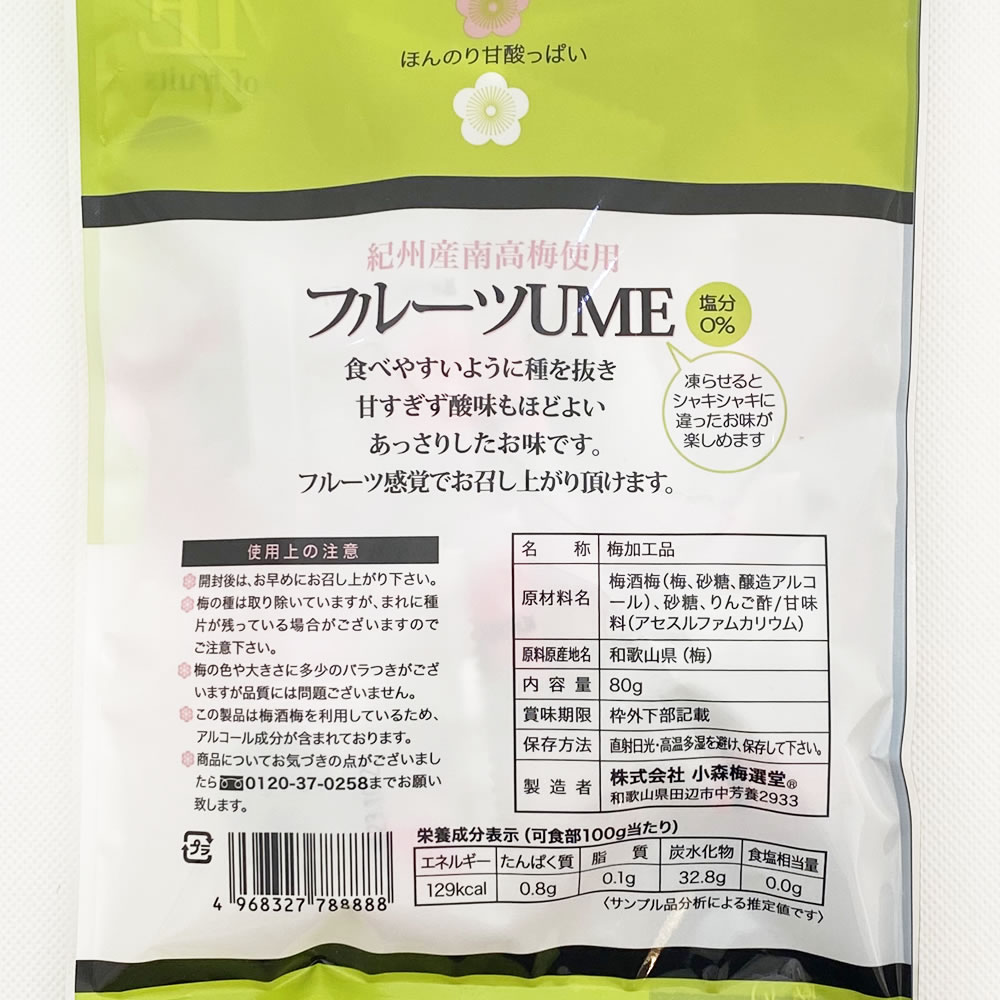 ほんのり甘酸っぱい
紀州産南高梅使用
フルーツUME
塩分
0%
食べやすいように種を抜き
甘すぎず酸味もほどよい
あっさりしたお味です。
フルーツ感覚でお召し上がり頂けます。
凍らせると
シャキシャキに
違ったお味が
楽しめます
使用上の注意
開封後は、お早めにお召し上がり下さい。
梅の種は取り除いていますが、まれに種
片が残っている場合がございますので
ご注意下さい。
梅の色や大きさに多少のバラつきがござ
いますが品質には問題ございません。
この製品は梅酒梅を利用しているため、
アルコール成分が含まれております。
商品についてお気づきの点がございまし
たら0120-37-0258までお願い
致します。
名称 梅加工品
原材料名 梅酒梅(梅、砂糖、醸造アルコ
ール)、砂糖、りんご酢/甘味
料(アセスルファムカリウム)
原料原産地名 和歌山県(梅)
内容量 80g
賞味期限 枠外下部記載
保存方法 直射日光・高温多湿を避け、保存して下さい。
製造者 株式会社 小森梅選堂®
和歌山県田辺市中芳養2933
プラ
4 968327 788888
栄養成分表示(可食部100g当たり)
エネルギー たんぱく質 脂質 炭水化物 食塩相当量
129kcal 0.8g 0.1g 32.8g 0.0g
〈サンプル品分析による推定値です〉